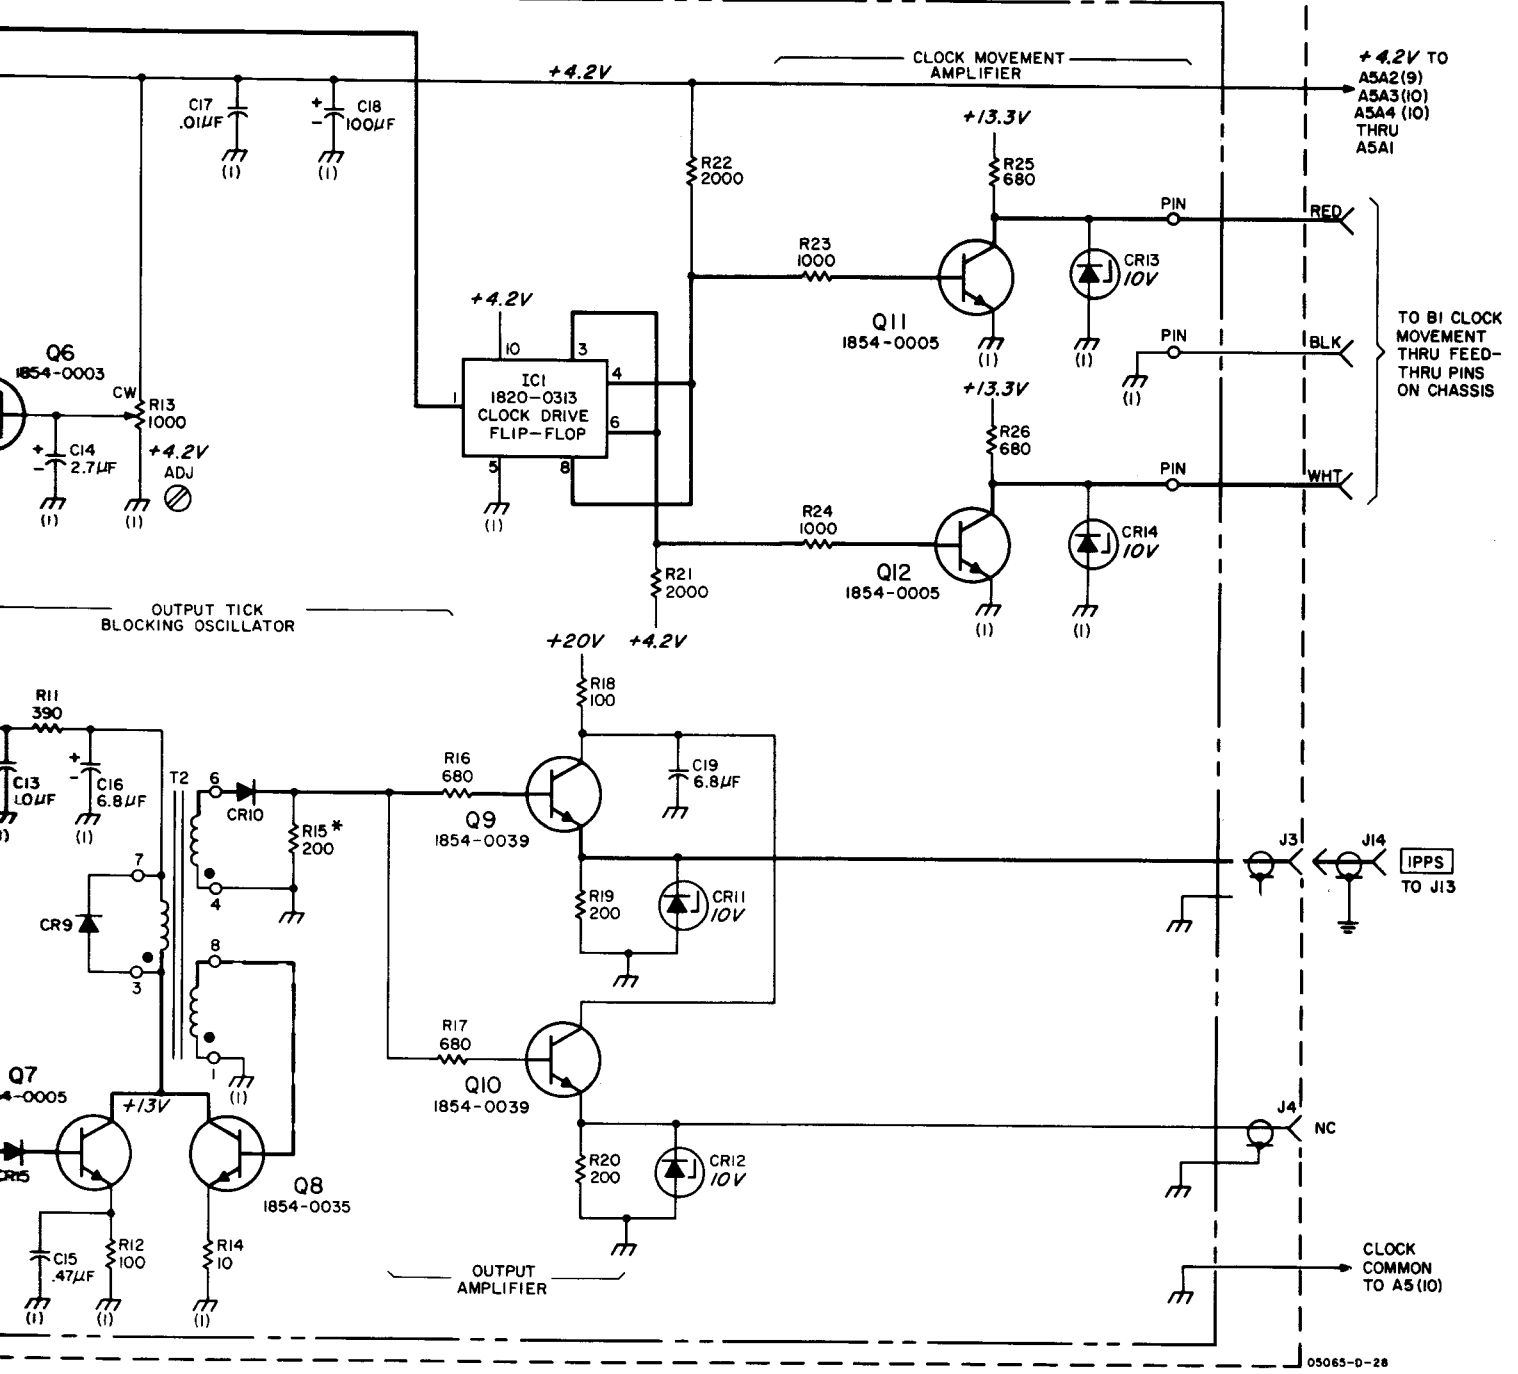 +4.2V
CLOCK MOVEMENT
AMPLIFIER
+4.2V TO
A5A2(9)
A5A3(10)
A5A4 (10)
THRU
A5A1
C17
.01µF
(1)
+
-
C18
100µF
(1)
R22
2000
+13.3V
R25
680
PIN
RED
R23
1000
CR13
10V
Q11
1854-0005
(1)
(1)
PIN
BLK
(1)
TO B1 CLOCK
MOVEMENT
THRU FEED-
THRU PINS
ON CHASSIS
Q6
1854-0003
CW
R13
1000
+4.2V
ADJ
+
-
C14
2.7µF
(1)
(1)
+4.2V
10
3
IC1
1820-0313
CLOCK DRIVE
FLIP-FLOP
1
4
6
5
8
(1)
+13.3V
R26
680
PIN
WHT
R24
1000
CR14
10V
Q12
1854-0005
(1)
(1)
R21
2000
+4.2V
OUTPUT TICK
BLOCKING OSCILLATOR
+20V
R18
100
R11
390
C13
1.0µF
+
-
C16
6.8µF
(1)
T2
6
CR10
R15*
200
4
R16
680
Q9
1854-0039
C19
6.8µF
7
CR9
3
R19
200
CR11
10V
J3
J14
1PPS
TO J13
8
1
(1)
R17
680
Q10
1854-0039
Q7
4-0005
+13V
CR15
Q8
1854-0035
R20
200
CR12
10V
J4
NC
C15
.47µF
(1)
R12
100
(1)
R14
10
(1)
OUTPUT
AMPLIFIER
CLOCK
COMMON
TO A5(10)
05065-D-28